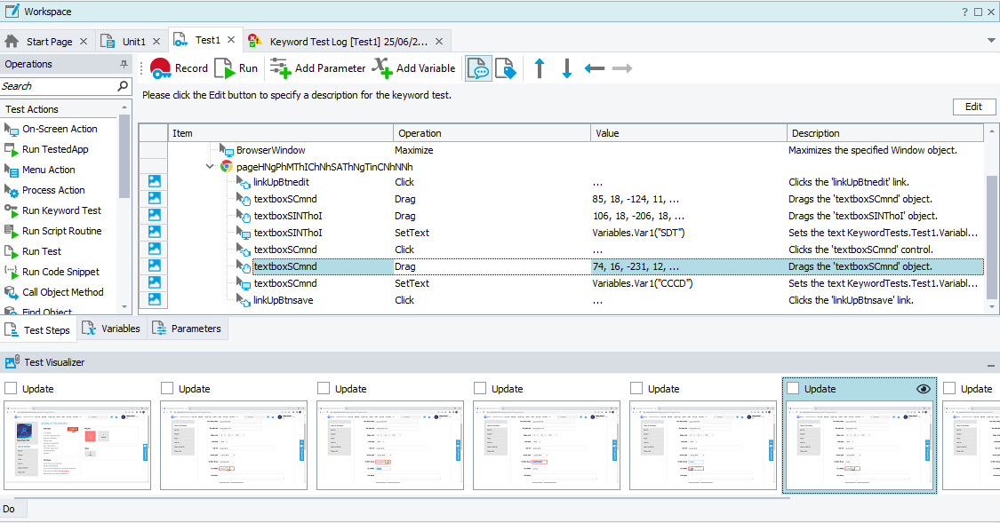 Workspace
Start Page Unit1 Test1 Keyword Test Log [Test1] 25/06/2...
Operations
Record Run Add Parameter Add Variable
Search
Please click the Edit button to specify a description for the keyword test.
Edit
Test Actions
On-Screen Action
Run TestedApp
Menu Action
Process Action
Run Keyword Test
Run Script Routine
Run Test
Run Code Snippet
Call Object Method
Find Object
Item Operation Value Description
BrowserWindow Maximize Maximizes the specified Window object.
pageHNgPhMThIChNhSAThNgTinCNhNNh
linkUpBtnedit Click ... Clicks the 'linkUpBtnedit' link.
textboxSCmnd Drag 85, 18, -124, 11, ... Drags the 'textboxSCmnd' object.
textboxSINThoI Drag 106, 18, -206, 18, ... Drags the 'textboxSINThoI' object.
textboxSINThoI SetText Variables.Var1("SDT") Sets the text KeywordTests.Test1.Variabl...
textboxSCmnd Click ... Clicks the 'textboxSCmnd' control.
textboxSCmnd Drag 74, 16, -231, 12, ... Drags the 'textboxSCmnd' object.
textboxSCmnd SetText Variables.Var1("CCCD") Sets the text KeywordTests.Test1.Variabl...
linkUpBtnsave Click ... Clicks the 'linkUpBtnsave' link.
Test Steps Variables Parameters
Test Visualizer
Update Update Update Update Update Update Update
Do